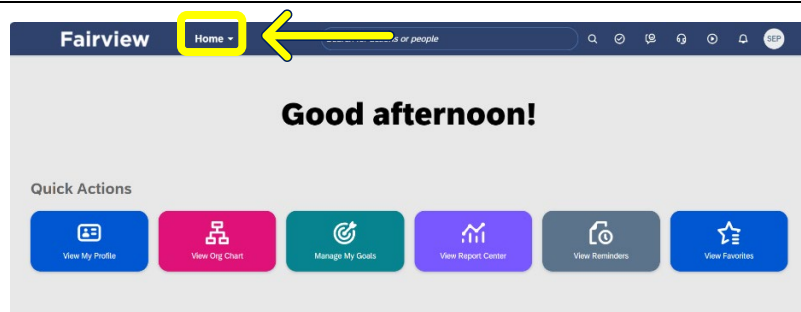 Fairview
Home
or people
SEP
Good afternoon!
Quick Actions
View My Profile
View Org Chart
Manage My Goals
View Report Center
View Reminders
View Favorites